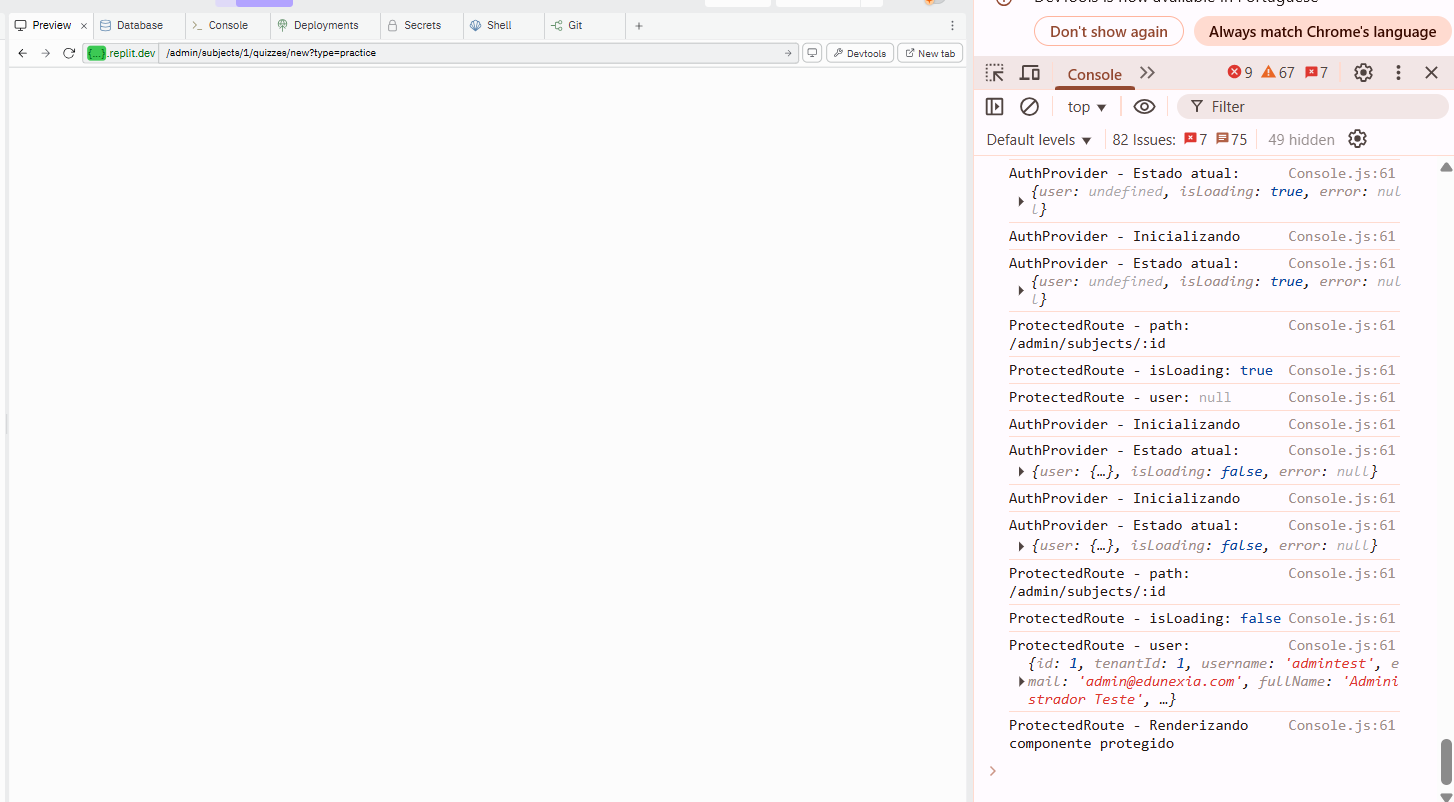 DevTools is now available in Portuguese
Don't show again
Always match Chrome's language
Preview
Database
Console
Deployments
Secrets
Shell
Git
{...}.replit.dev
/admin/subjects/1/quizzes/new?type=practice
Devtools
New tab
Console
9
67
7
top
Filter
Default levels
82 Issues: 7 75
49 hidden
AuthProvider - Estado atual: Console.js:61
{user: undefined, isLoading: true, error: nul
l}
AuthProvider - Inicializando Console.js:61
AuthProvider - Estado atual: Console.js:61
{user: undefined, isLoading: true, error: nul
l}
ProtectedRoute - path: Console.js:61
/admin/subjects/:id
ProtectedRoute - isLoading: true Console.js:61
ProtectedRoute - user: null Console.js:61
AuthProvider - Inicializando Console.js:61
AuthProvider - Estado atual: Console.js:61
{user: {…}, isLoading: false, error: null}
AuthProvider - Inicializando Console.js:61
AuthProvider - Estado atual: Console.js:61
{user: {…}, isLoading: false, error: null}
ProtectedRoute - path: Console.js:61
/admin/subjects/:id
ProtectedRoute - isLoading: false Console.js:61
ProtectedRoute - user: Console.js:61
{id: 1, tenantId: 1, username: 'admintest', e
mail: 'admin@edunexia.com', fullName: 'Admini
strador Teste', …}
ProtectedRoute - Renderizando Console.js:61
componente protegido